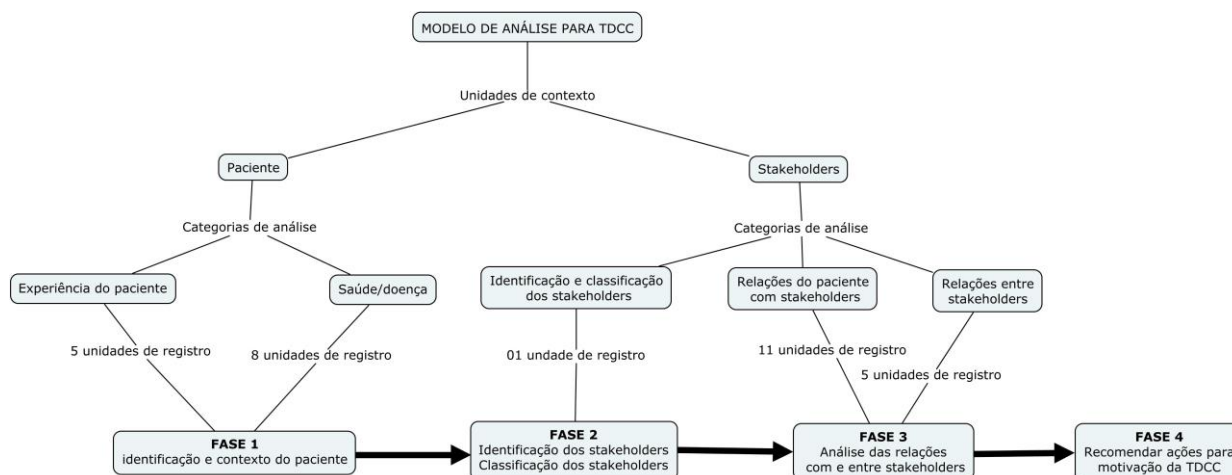 MODELO DE ANÁLISE PARA TDCC
Unidades de contexto
Paciente
Stakeholders
Categorias de análise
Categorias de análise
Experiência do paciente
Saúde/doença
Identificação e classificação
dos stakeholders
Relações do paciente
com stakeholders
Relações entre
stakeholders
5 unidades de registro
8 unidades de registro
01 undade de registro
11 unidades de registro
5 unidades de registro
FASE 1
identificação e contexto do paciente
FASE 2
Identificação dos stakeholders
Classificação dos stakeholders
FASE 3
Análise das relações
com e entre stakeholders
FASE 4
Recomendar ações para
motivação da TDCC